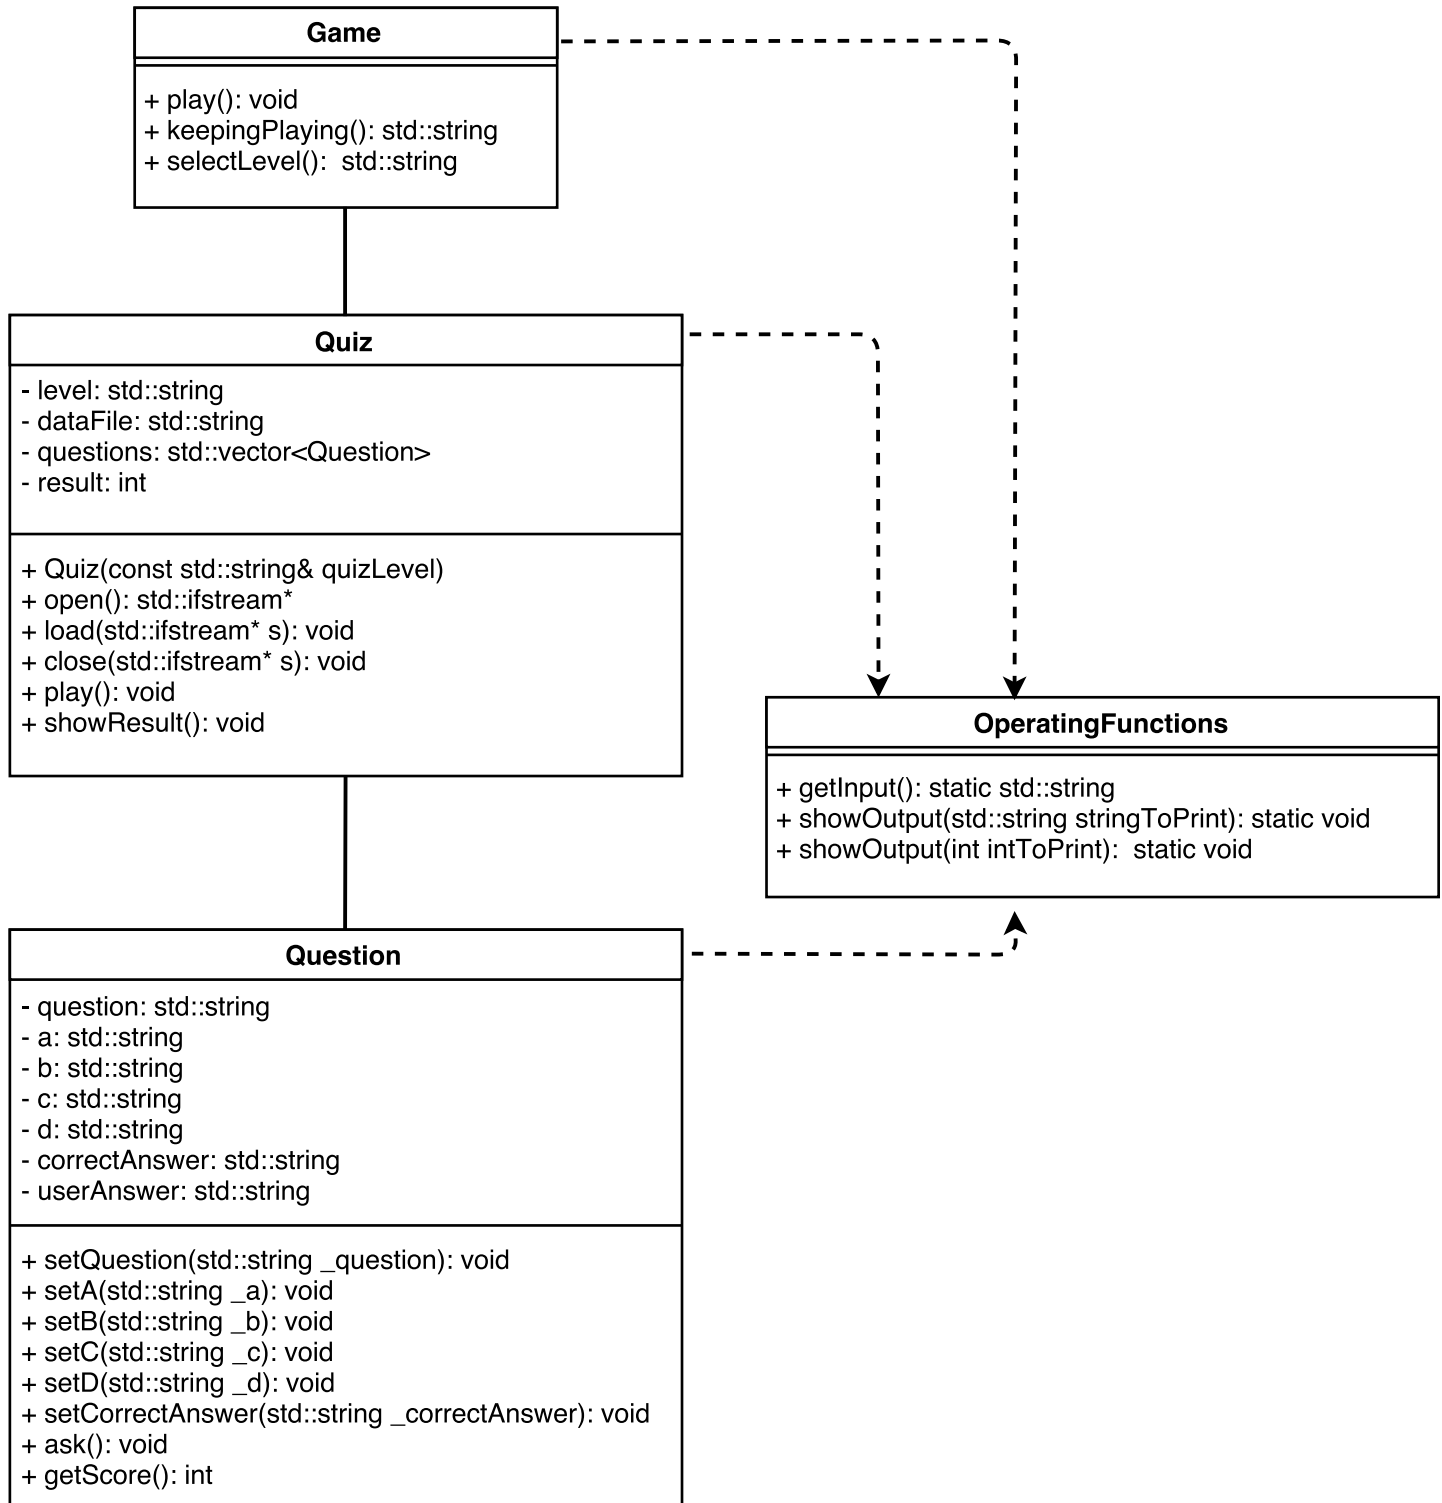 Game
+ play(): void
+ keepingPlaying(): std::string
+ selectLevel():  std::string
Quiz
- level: std::string
- dataFile: std::string
- questions: std::vector<Question>
- result: int
+ Quiz(const std::string& quizLevel)
+ open(): std::ifstream*
+ load(std::ifstream* s): void
+ close(std::ifstream* s): void
+ play(): void
+ showResult(): void
OperatingFunctions
+ getInput(): static std::string
+ showOutput(std::string stringToPrint): static void
+ showOutput(int intToPrint):  static void
Question
- question: std::string
- a: std::string
- b: std::string
- c: std::string
- d: std::string
- correctAnswer: std::string
- userAnswer: std::string
+ setQuestion(std::string _question): void
+ setA(std::string _a): void
+ setB(std::string _b): void
+ setC(std::string _c): void
+ setD(std::string _d): void
+ setCorrectAnswer(std::string _correctAnswer): void
+ ask(): void
+ getScore(): int